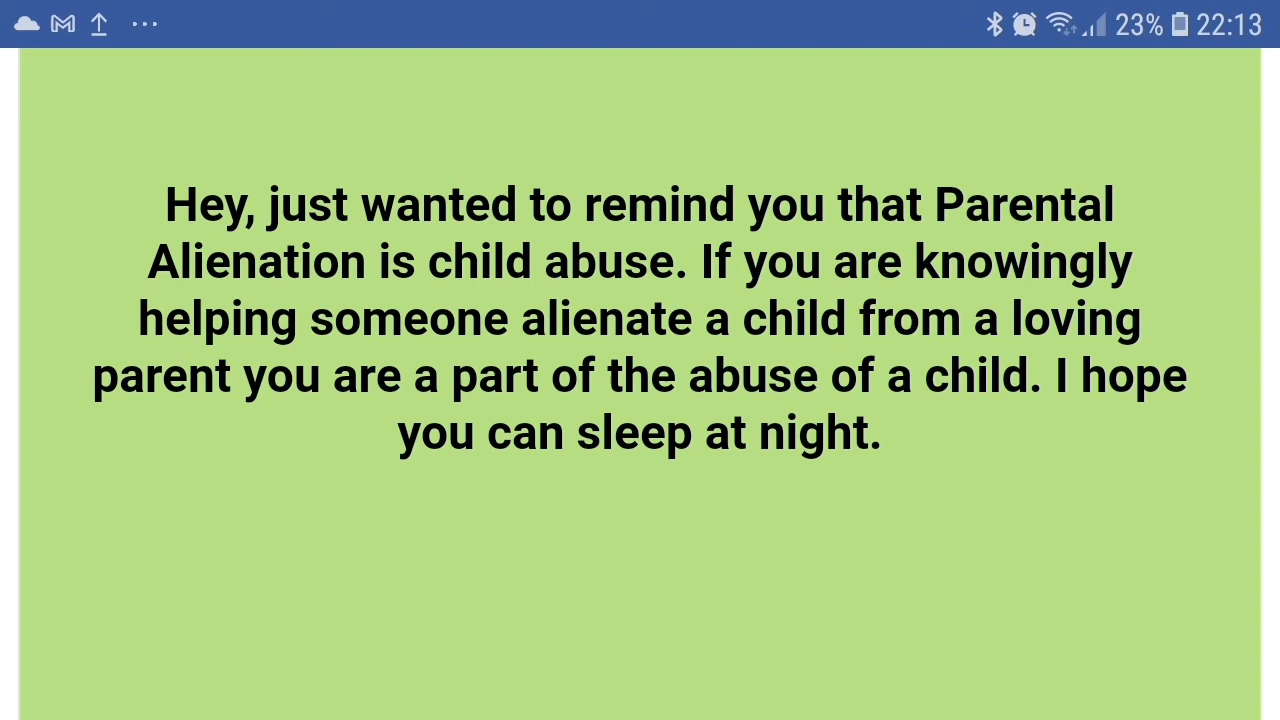 23% 22:13
Hey, just wanted to remind you that Parental
Alienation is child abuse. If you are knowingly
helping someone alienate a child from a loving
parent you are a part of the abuse of a child. I hope
you can sleep at night.